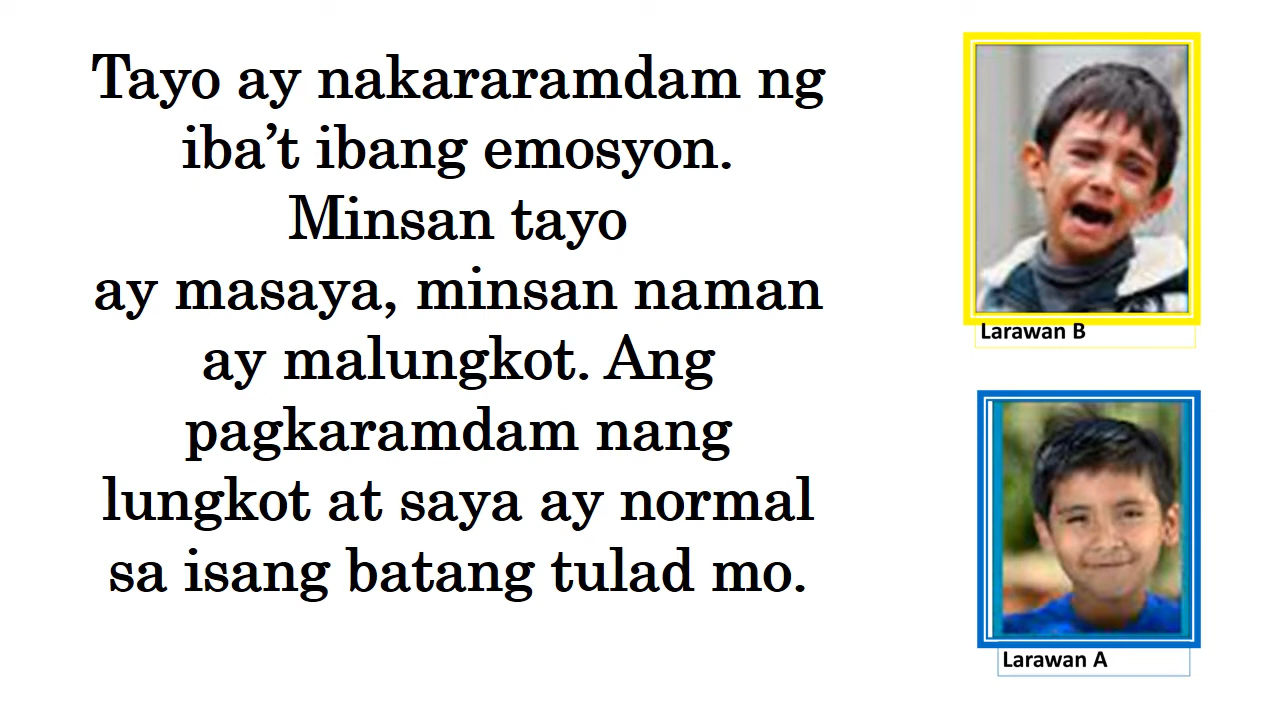 Tayo ay nakararamdam ng
iba’t ibang emosyon.
Minsan tayo
ay masaya, minsan naman
ay malungkot. Ang
pagkaramdam nang
lungkot at saya ay normal
sa isang batang tulad mo.
Larawan B
Larawan A